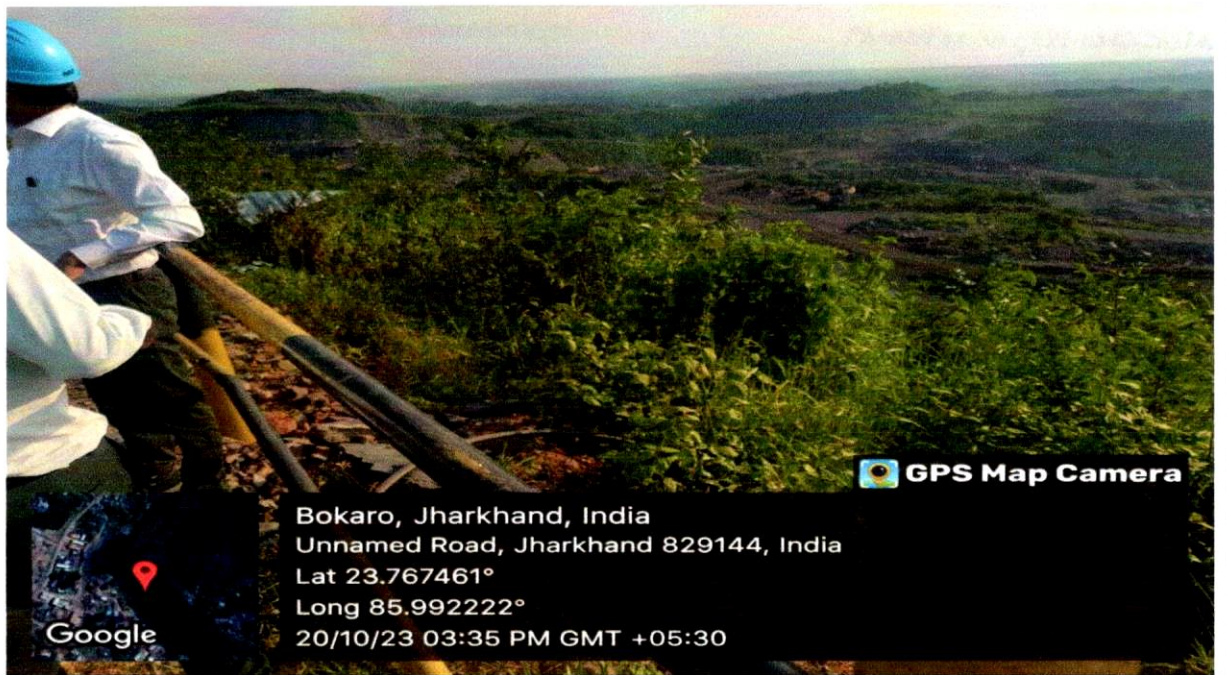 GPS Map Camera
Bokaro, Jharkhand, India
Unnamed Road, Jharkhand 829144, India
Lat 23.767461°
Long 85.992222°
20/10/23 03:35 PM GMT +05:30
Google